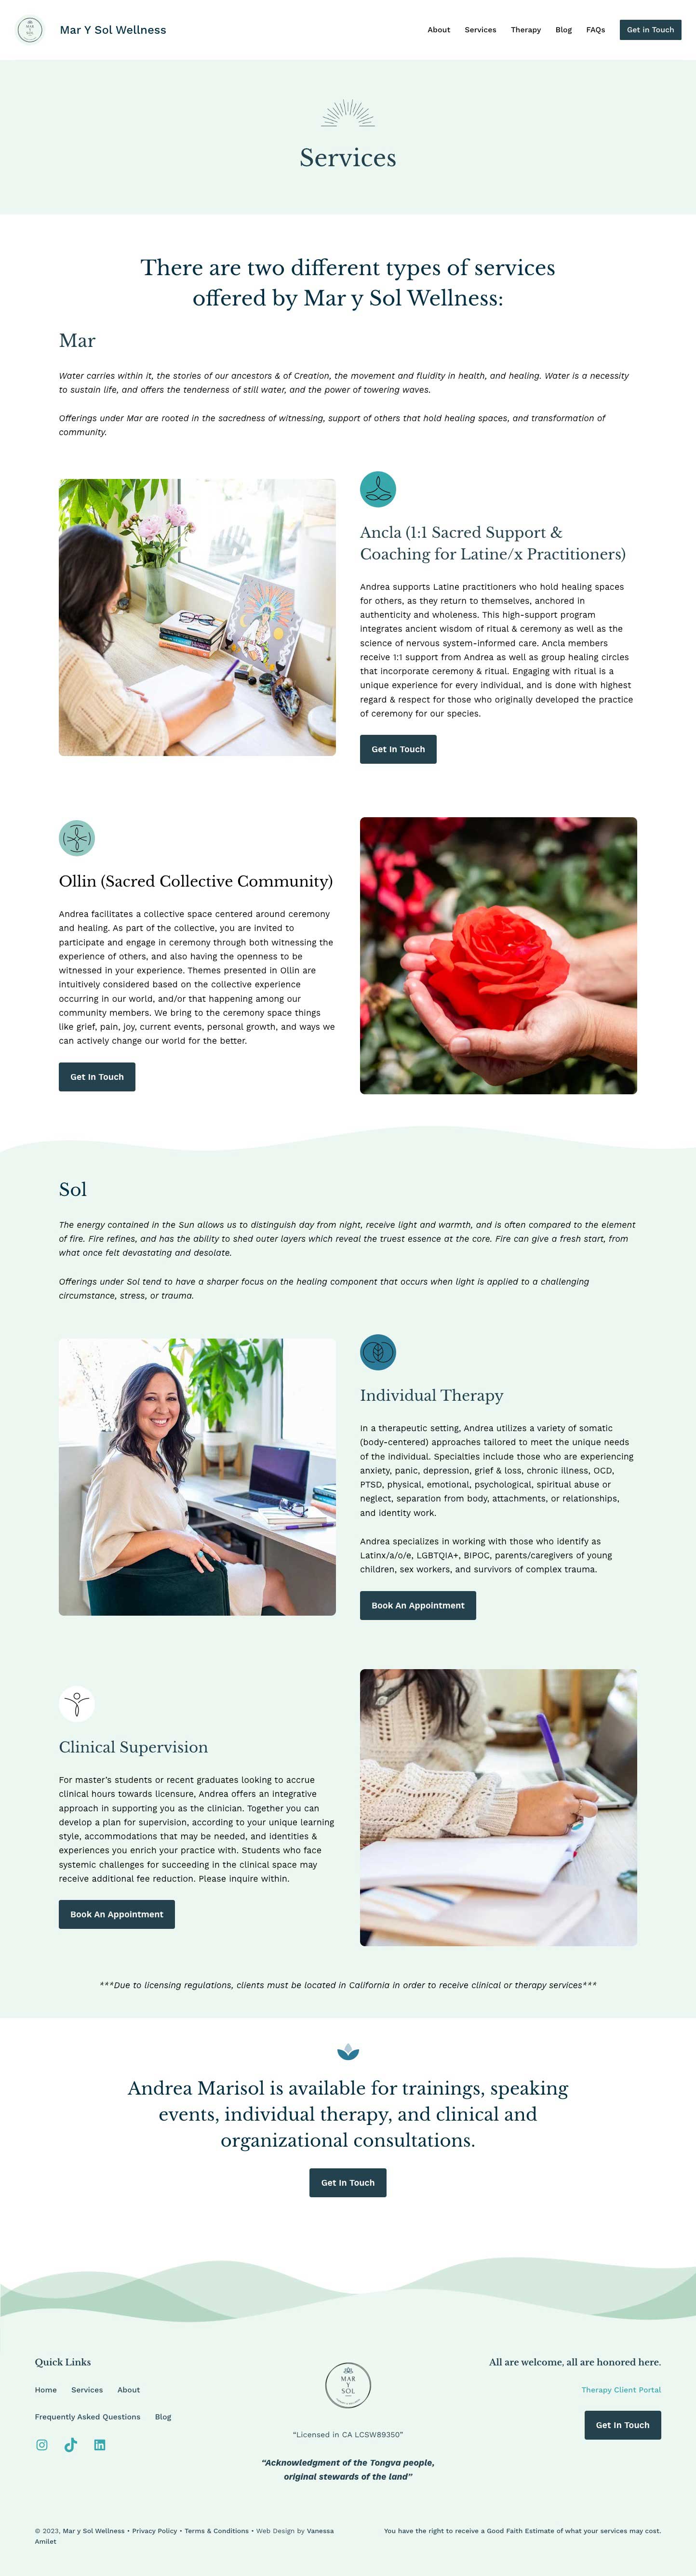 Mar Y Sol Wellness
About Services Therapy Blog FAQs Get in Touch
Services
There are two different types of services
offered by Mar y Sol Wellness:
Mar
Water carries within it, the stories of our ancestors & of Creation, the movement and fluidity in health, and healing. Water is a necessity
to sustain life, and offers the tenderness of still water, and the power of towering waves.
Offerings under Mar are rooted in the sacredness of witnessing, support of others that hold healing spaces, and transformation of
community.
Ancla (1:1 Sacred Support &
Coaching for Latine/x Practitioners)
Andrea supports Latine practitioners who hold healing spaces
for others, as they return to themselves, anchored in
authenticity and wholeness. This high-support program
integrates ancient wisdom of ritual & ceremony as well as the
science of nervous system-informed care. Ancla members
receive 1:1 support from Andrea as well as group healing circles
that incorporate ceremony & ritual. Engaging with ritual is a
unique experience for every individual, and is done with highest
regard & respect for those who originally developed the practice
of ceremony for our species.
Get In Touch
Ollin (Sacred Collective Community)
Andrea facilitates a collective space centered around ceremony
and healing. As part of the collective, you are invited to
participate and engage in ceremony through both witnessing the
experience of others, and also having the openness to be
witnessed in your experience. Themes presented in Ollin are
intuitively considered based on the collective experience
occurring in our world, and/or that happening among our
community members. We bring to the ceremony space things
like grief, pain, joy, current events, personal growth, and ways we
can actively change our world for the better.
Get In Touch
Sol
The energy contained in the Sun allows us to distinguish day from night, receive light and warmth, and is often compared to the element
of fire. Fire refines, and has the ability to shed outer layers which reveal the truest essence at the core. Fire can give a fresh start, from
what once felt devastating and desolate.
Offerings under Sol tend to have a sharper focus on the healing component that occurs when light is applied to a challenging
circumstance, stress, or trauma.
Individual Therapy
In a therapeutic setting, Andrea utilizes a variety of somatic
(body-centered) approaches tailored to meet the unique needs
of the individual. Specialties include those who are experiencing
anxiety, panic, depression, grief & loss, chronic illness, OCD,
PTSD, physical, emotional, psychological, spiritual abuse or
neglect, separation from body, attachments, or relationships,
and identity work.
Andrea specializes in working with those who identify as
Latinx/a/o/e, LGBTQIA+, BIPOC, parents/caregivers of young
children, sex workers, and survivors of complex trauma.
Book An Appointment
Clinical Supervision
For master’s students or recent graduates looking to accrue
clinical hours towards licensure, Andrea offers an integrative
approach in supporting you as the clinician. Together you can
develop a plan for supervision, according to your unique learning
style, accommodations that may be needed, and identities &
experiences you enrich your practice with. Students who face
systemic challenges for succeeding in the clinical space may
receive additional fee reduction. Please inquire within.
Book An Appointment
***Due to licensing regulations, clients must be located in California in order to receive clinical or therapy services***
Andrea Marisol is available for trainings, speaking
events, individual therapy, and clinical and
organizational consultations.
Get In Touch
Quick Links
Home Services About
Frequently Asked Questions Blog
MAR
Y
SOL
“Licensed in CA LCSW89350”
“Acknowledgment of the Tongva people,
original stewards of the land”
All are welcome, all are honored here.
Therapy Client Portal
Get In Touch
© 2023, Mar y Sol Wellness • Privacy Policy • Terms & Conditions • Web Design by Vanessa
Amilet
You have the right to receive a Good Faith Estimate of what your services may cost.